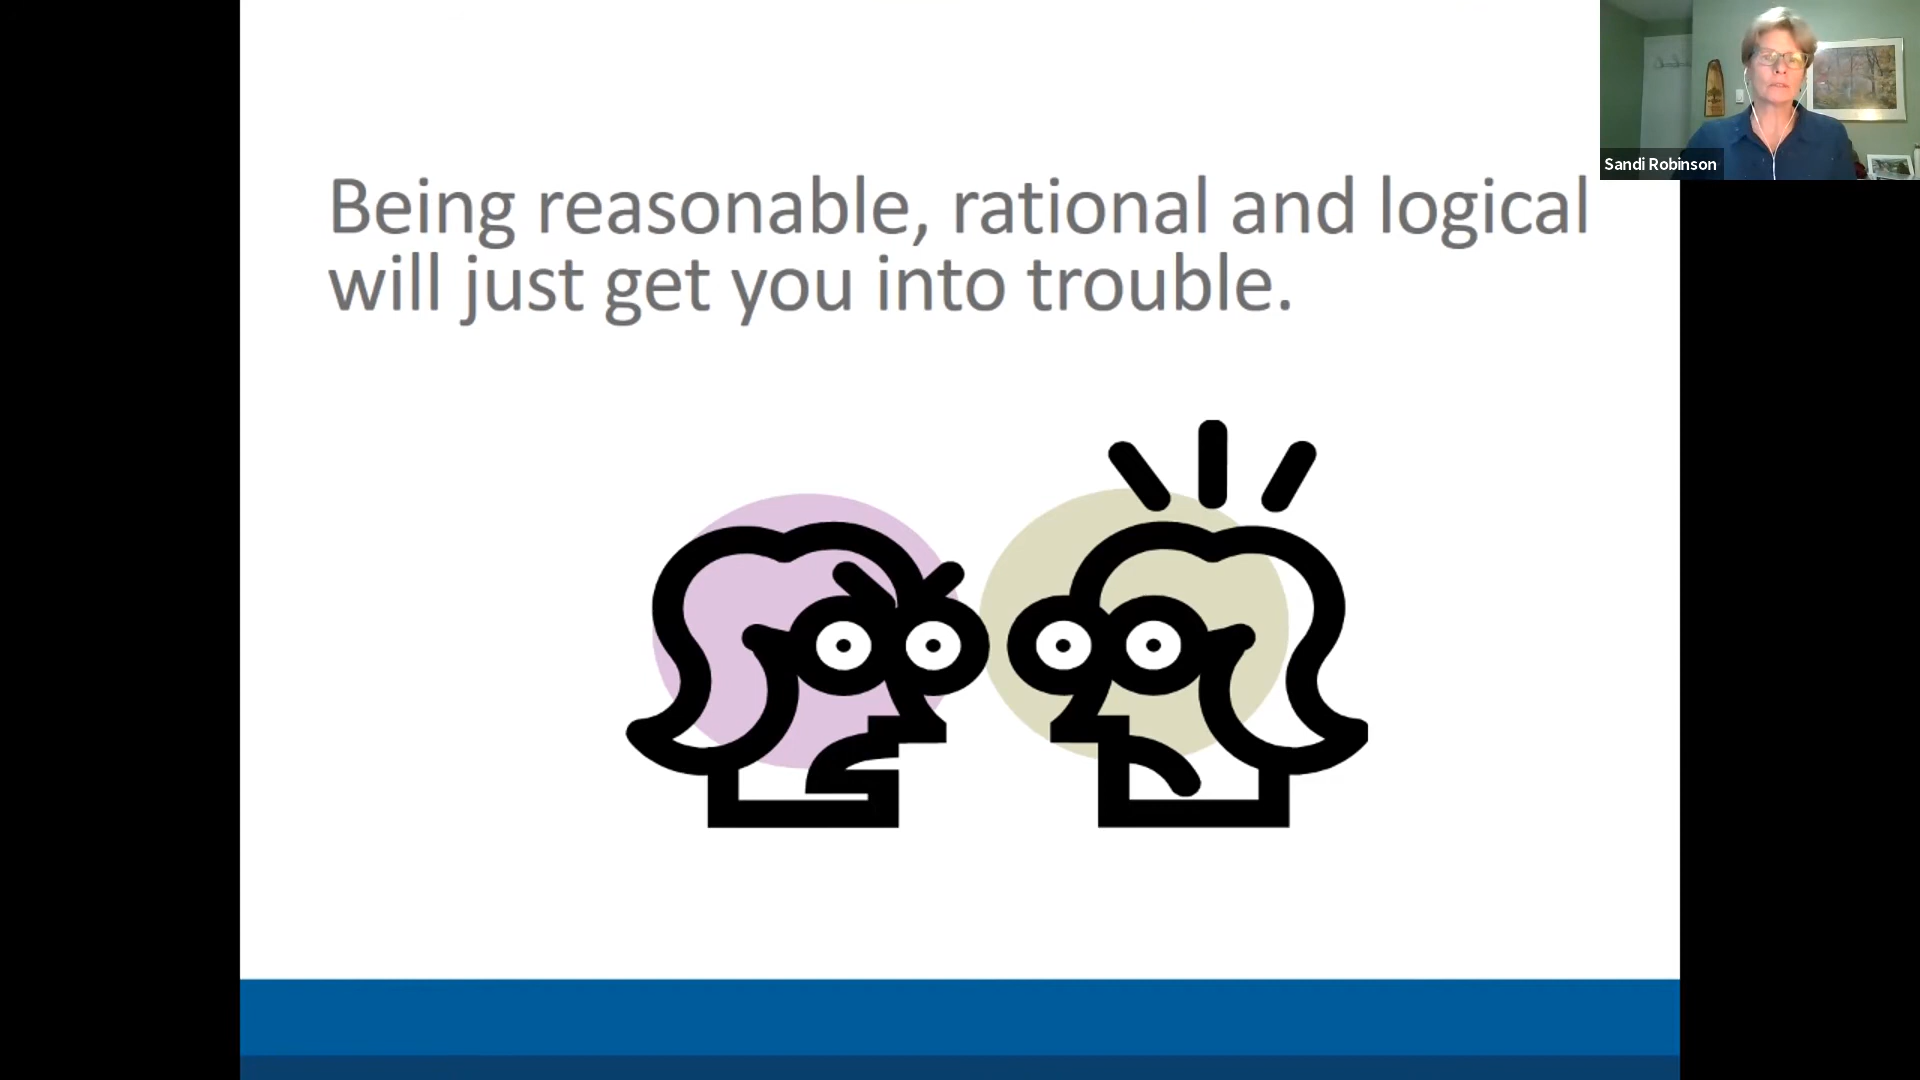 Being reasonable, rational and logical
will just get you into trouble.
Sandi Robinson